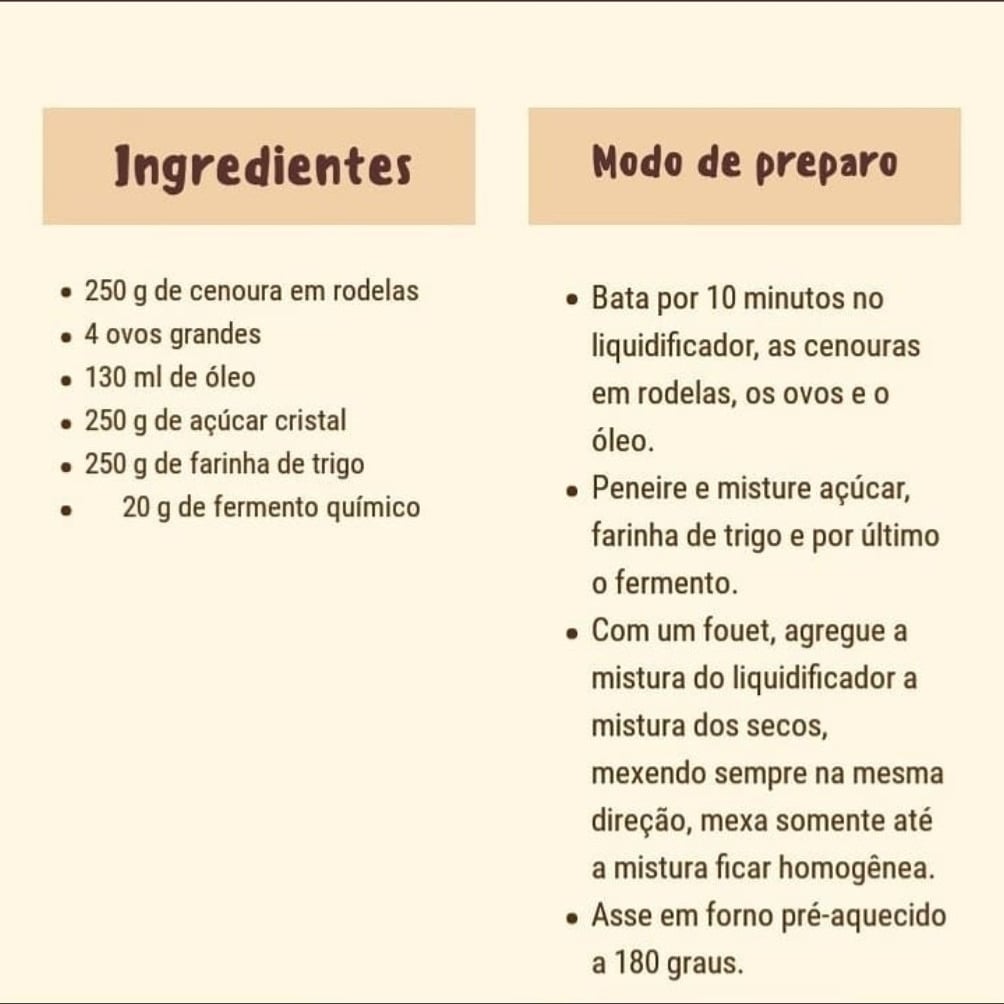 Ingredientes
• 250 g de cenoura em rodelas
• 4 ovos grandes
• 130 ml de óleo
• 250 g de açúcar cristal
• 250 g de farinha de trigo
• 20 g de fermento químico
Modo de preparo
• Bata por 10 minutos no
liquidificador, as cenouras
em rodelas, os ovos e o
óleo.
• Peneire e misture açúcar,
farinha de trigo e por último
o fermento.
• Com um fouet, agregue a
mistura do liquidificador a
mistura dos secos,
mexendo sempre na mesma
direção, mexa somente até
a mistura ficar homogênea.
• Asse em forno pré-aquecido
a 180 graus.